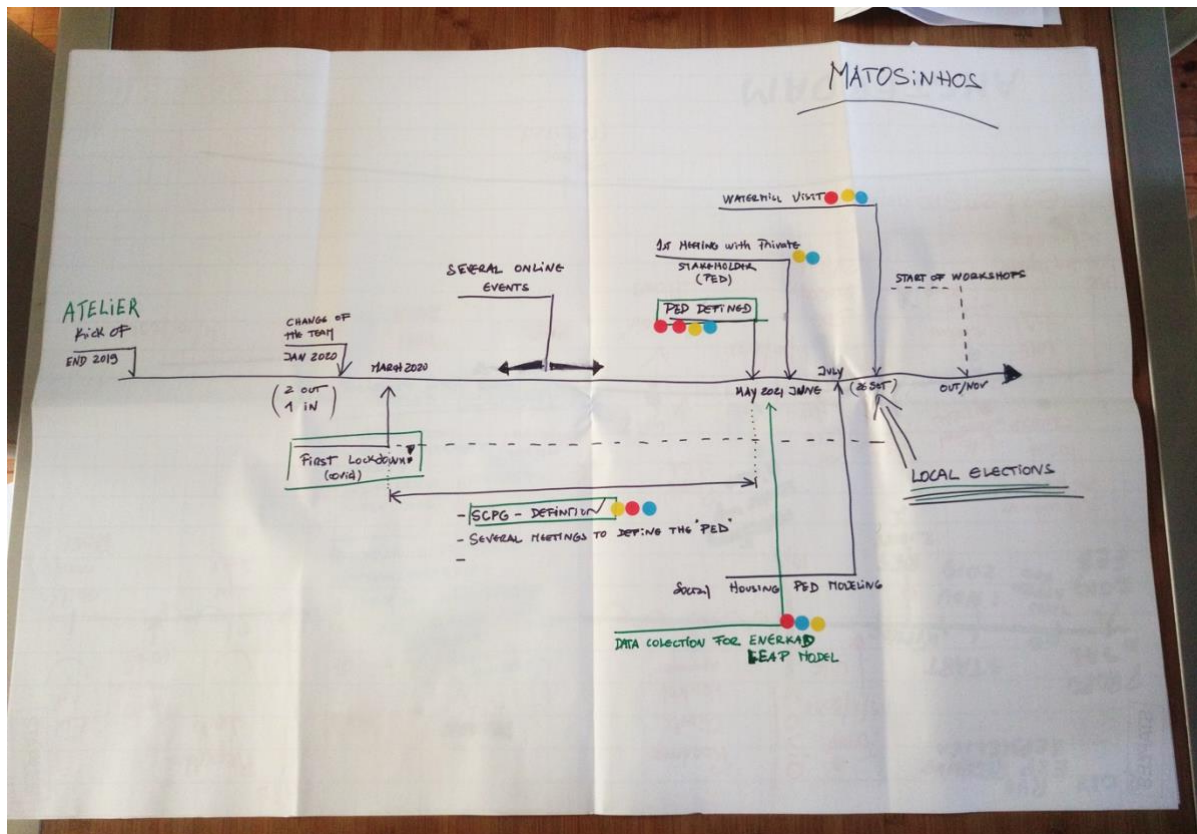 MATOSINHOS
WATERMILL VISIT
1st MEETING with Private
STAKEHOLDER
(PED)
SEVERAL ONLINE
EVENTS
START OF WORKSHOPS
PED DEFINED
ATELIER
Kick OF
END 2019
CHANGE OF
THE TEAM
JAN 2020
MARCH 2020
JULY
(2 OUT
1 IN)
MAY 2021 JUNE
(26 SET)
OUT/NOV
FIRST LOCKDOWN!
(covid)
LOCAL ELECTIONS
- SCPG - DEFINITION
- SEVERAL MEETINGS TO DEFINE THE "PED"
-
Social HOUSING PED MODELING
DATA COLECTION FOR ENERKAD
LEAP MODEL